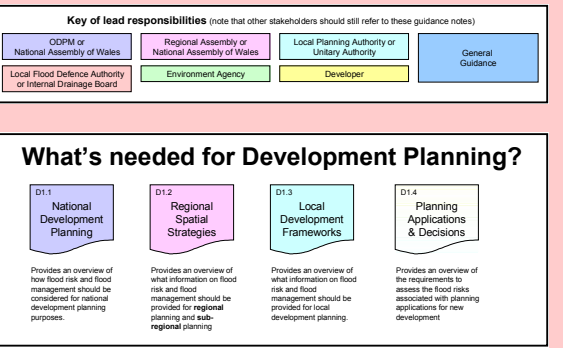 Key of lead responsibilities (note that other stakeholders should still refer to these guidance notes)
ODPM or
National Assembly of Wales
Regional Assembly or
National Assembly of Wales
Local Planning Authority or
Unitary Authority
General
Guidance
Local Flood Defence Authority
or Internal Drainage Board
Environment Agency
Developer
What's needed for Development Planning?
D1.1
National
Development
Planning
D1.2
Regional
Spatial
Strategies
D1.3
Local
Development
Frameworks
D1.4
Planning
Applications
& Decisions
Provides an overview of
how flood risk and flood
management should be
considered for national
development planning
purposes.
Provides an overview of
what information on flood
risk and flood
management should be
provided for regional
planning and sub-
regional planning
Provides an overview of
what information on flood
risk and flood
management should be
provided for local
development planning.
Provides an overview of
the requirements to
assess the flood risks
associated with planning
applications for new
development